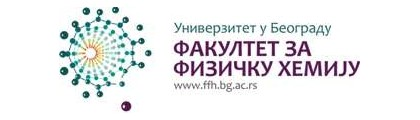 Универзитет у Београду
ФАКУЛТЕТ ЗА
ФИЗИЧКУ ХЕМИЈУ
www.ffh.bg.ac.rs